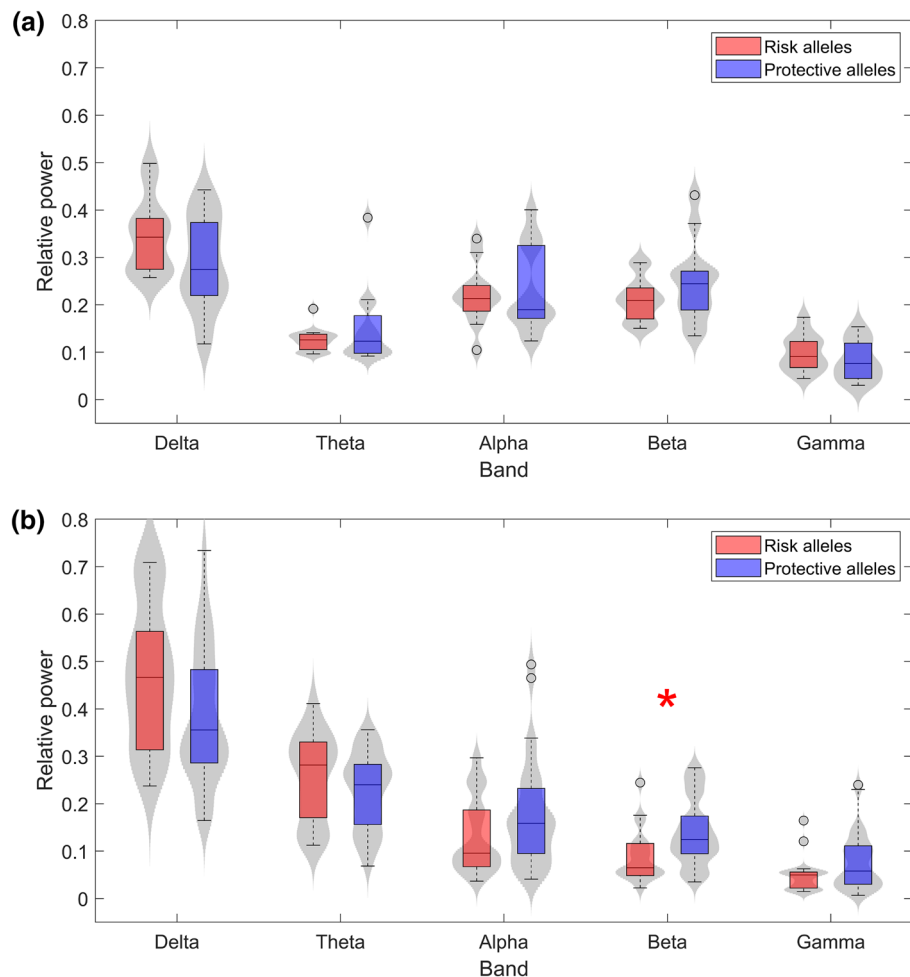 (a)
Relative power
0.8
0.7
0.6
0.5
0.4
0.3
0.2
0.1
0
Risk alleles
Protective alleles
Delta Theta Alpha Beta Gamma
Band
(b)
Relative power
0.8
0.7
0.6
0.5
0.4
0.3
0.2
0.1
0
Risk alleles
Protective alleles
*
Delta Theta Alpha Beta Gamma
Band